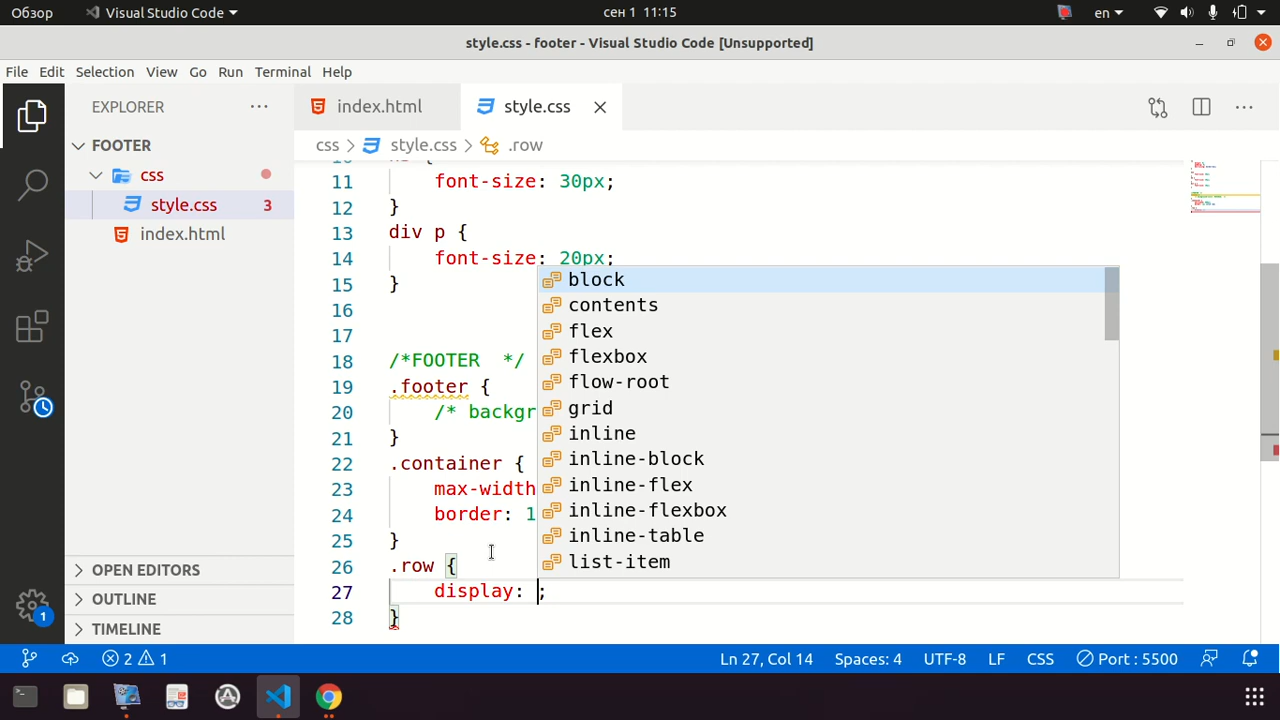 Обзор
Visual Studio Code
сен 1 11:15
en
style.css - footer - Visual Studio Code [Unsupported]
File Edit Selection View Go Run Terminal Help
EXPLORER
index.html
style.css
FOOTER
css
style.css 3
index.html
OPEN EDITORS
OUTLINE
TIMELINE
css > style.css > .row
11 font-size: 30px;
12 }
13 div p {
14 font-size: 20px;
15 }
16
17
18 /*FOOTER */
19 .footer {
20 /* backgr
21 }
22 .container {
23 max-width
24 border: 1
25 }
26 .row {
27 display: ;
28 }
block
contents
flex
flexbox
flow-root
grid
inline
inline-block
inline-flex
inline-flexbox
inline-table
list-item
1
2 1
Ln 27, Col 14
Spaces: 4
UTF-8
LF
CSS
Port : 5500